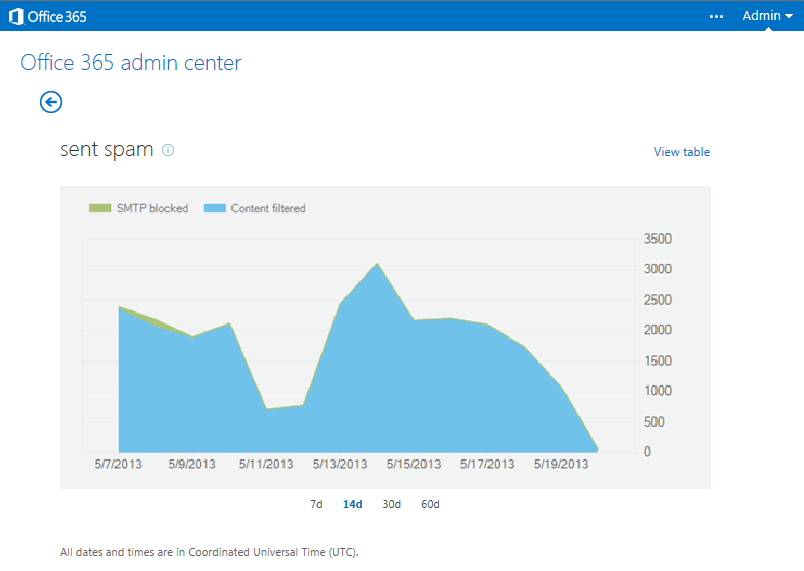 Office 365
Admin
Office 365 admin center
sent spam
View table
SMTP blocked Content filtered
3500
3000
2500
2000
1500
1000
500
0
5/7/2013 5/9/2013 5/11/2013 5/13/2013 5/15/2013 5/17/2013 5/19/2013
7d 14d 30d 60d
All dates and times are in Coordinated Universal Time (UTC).